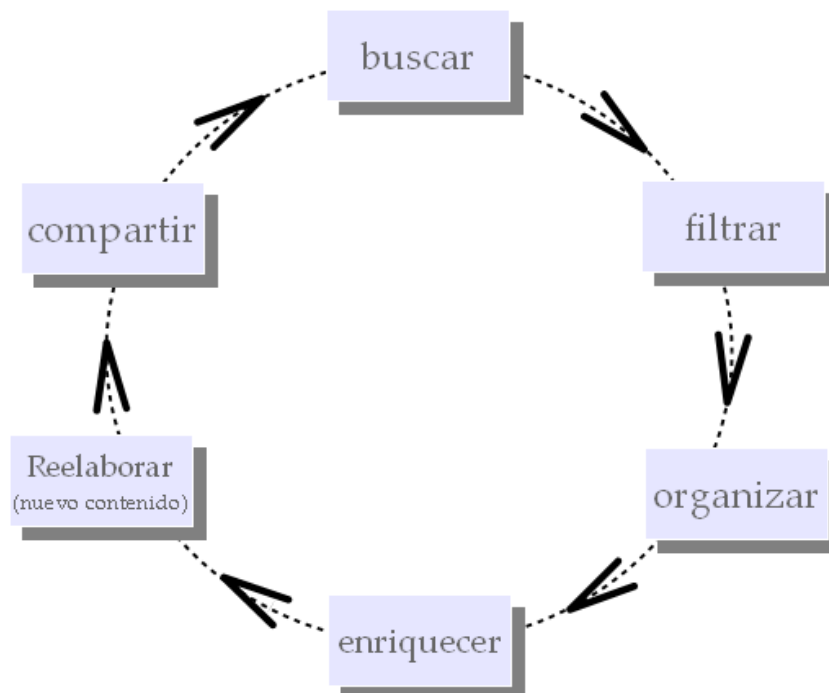 buscar
filtrar
organizar
enriquecer
Reelaborar
(nuevo contenido)
compartir